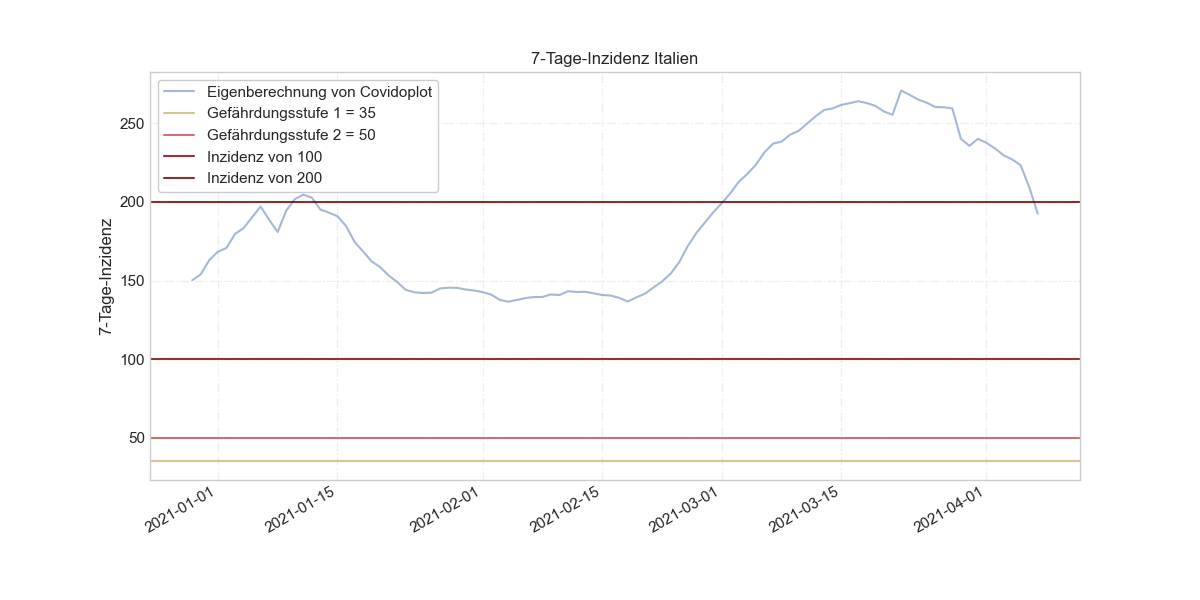 7-Tage-Inzidenz Italien
Eigenberechnung von Covidoplot
Gefährdungsstufe 1 = 35
Gefährdungsstufe 2 = 50
Inzidenz von 100
Inzidenz von 200
7-Tage-Inzidenz
250
200
150
100
50
2021-01-01
2021-01-15
2021-02-01
2021-02-15
2021-03-01
2021-03-15
2021-04-01